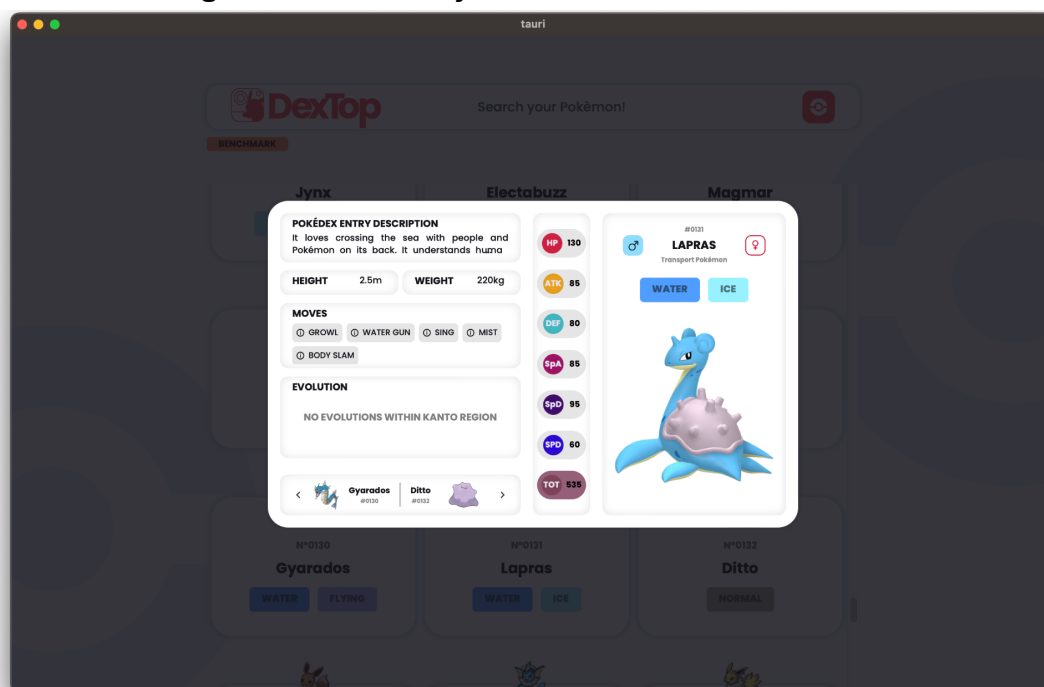 tauri
DexTop
Search your Pokèmon!
BENCHMARK
Jynx
Electabuzz
Magmar
POKÉDEX ENTRY DESCRIPTION
It loves crossing the sea with people and
Pokémon on its back. It understands huma
HEIGHT 2.5m
WEIGHT 220kg
MOVES
GROWL
WATER GUN
SING
MIST
BODY SLAM
EVOLUTION
NO EVOLUTIONS WITHIN KANTO REGION
Gyarados
#0130
Ditto
#0132
HP 130
ATK 85
DEF 80
SpA 85
SpD 95
SPD 60
TOT 535
#0131
LAPRAS
Transport Pokémon
WATER
ICE
N°0130
Gyarados
WATER
FLYING
N°0131
Lapras
WATER
ICE
N°0132
Ditto
NORMAL